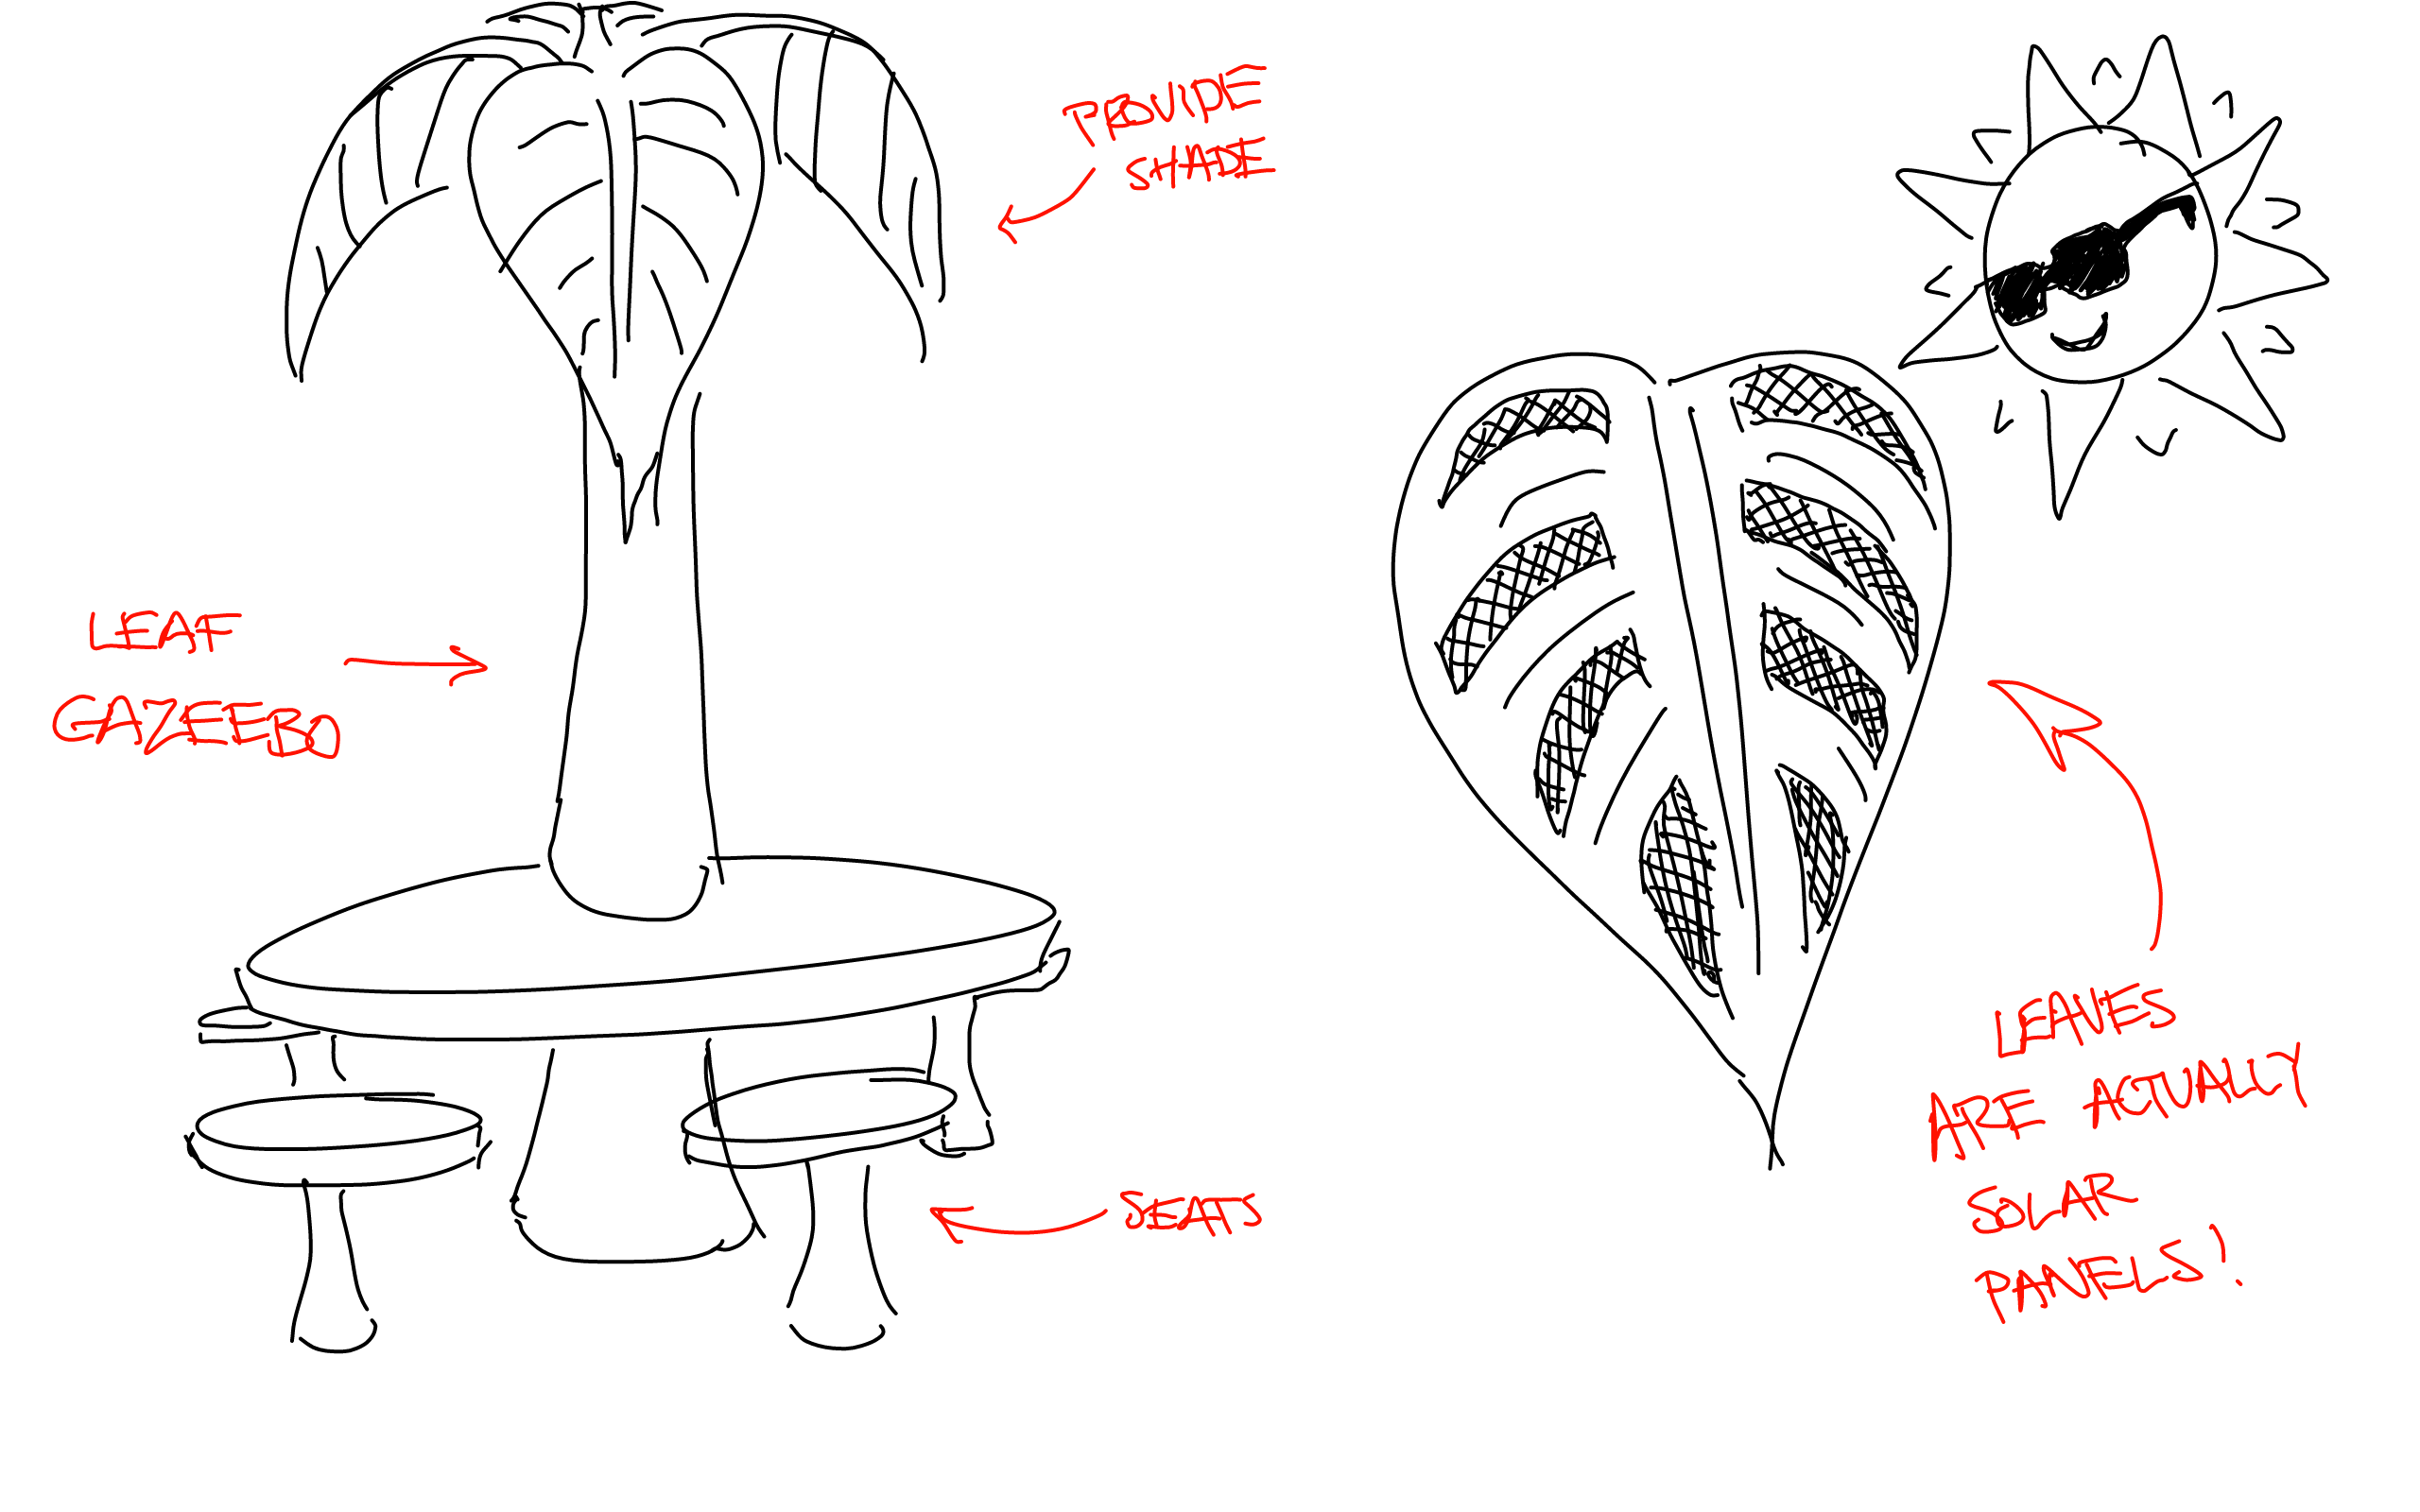 PROVIDE
SHADE
LEAF
GAZEEBO
SEATS
LEAVES
ARE ACTUALLY
SOLAR
PANELS!